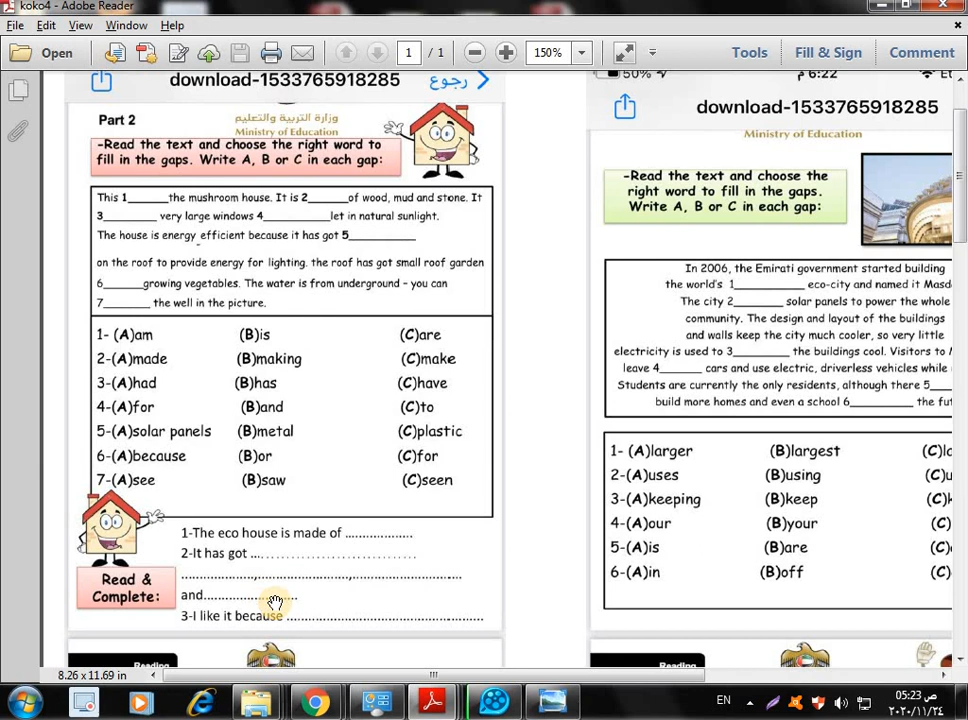 koko4 - Adobe Reader
File Edit View Window Help
Open 1 / 1 150% Tools Fill & Sign Comment
download-1533765918285 رجوع
Part 2
وزارة التربية والتعليم
Ministry of Education
-Read the text and choose the right word to
fill in the gaps. Write A, B or C in each gap:
This 1______the mushroom house. It is 2______of wood, mud and stone. It
3________ very large windows 4__________let in natural sunlight.
The house is energy efficient because it has got 5__________
on the roof to provide energy for lighting. the roof has got small roof garden
6______growing vegetables. The water is from underground – you can
7_______ the well in the picture.
1- (A)am (B)is (C)are
2-(A)made (B)making (C)make
3-(A)had (B)has (C)have
4-(A)for (B)and (C)to
5-(A)solar panels (B)metal (C)plastic
6-(A)because (B)or (C)for
7-(A)see (B)saw (C)seen
Read &
Complete:
1-The eco house is made of ..................
2-It has got .........................................
....................,.........................,.............................
and.........................
3-I like it because ....................................................
Reading
50% 6:22 م
download-1533765918285
Ministry of Education
-Read the text and choose the
right word to fill in the gaps.
Write A, B or C in each gap:
In 2006, the Emirati government started building
the world's 1__________ eco-city and named it Masd
The city 2_______ solar panels to power the whole
community. The design and layout of the buildings
and walls keep the city much cooler, so very little
electricity is used to 3________ the buildings cool. Visitors to
leave 4_______ cars and use electric, driverless vehicles while
Students are currently the only residents, although there 5____
build more homes and even a school 6_________ the fu
1- (A)larger (B)largest (C)l
2-(A)uses (B)using (C)u
3-(A)keeping (B)keep (C)k
4-(A)our (B)your (C)
5-(A)is (B)are (C)
6-(A)in (B)off (C)
Reading
8.26 x 11.69 in
EN
05:23 ص
٢٠٢٠/١١/٢٤